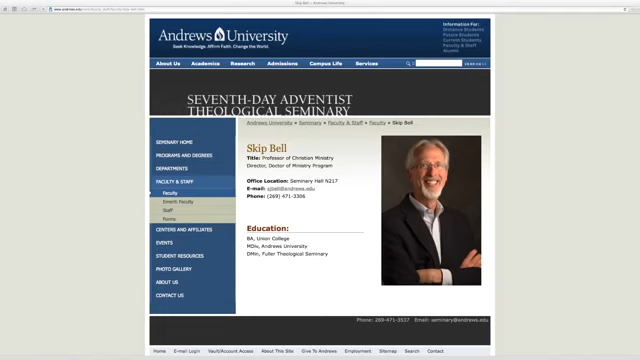 Skip Bell | Andrews University
Information For:
Distance Students
Future Students
Current Students
Faculty & Staff
Alumni
Andrews University
Seek Knowledge. Affirm Faith. Change the World.
About Us Academics Research Admissions Campus Life Services
SEARCH
SEVENTH-DAY ADVENTIST
THEOLOGICAL SEMINARY
Andrews University ▸ Seminary ▸ Faculty & Staff ▸ Faculty ▸ Skip Bell
SEMINARY HOME
PROGRAMS AND DEGREES
DEPARTMENTS
FACULTY & STAFF
Faculty
Emeriti Faculty
Staff
Forms
CENTERS AND AFFILIATES
EVENTS
STUDENT RESOURCES
PHOTO GALLERY
ABOUT US
CONTACT US
Skip Bell
Title: Professor of Christian Ministry
Director, Doctor of Ministry Program
Office Location: Seminary Hall N217
E-mail: sjbell@andrews.edu
Phone: (269) 471-3306
Education:
BA, Union College
MDiv, Andrews University
DMin, Fuller Theological Seminary
Phone: 269-471-3537 Email: seminary@andrews.edu
Home E-mail Login Vault/Account Access About This Site Give To Andrews Employment Sitemap Search Contact